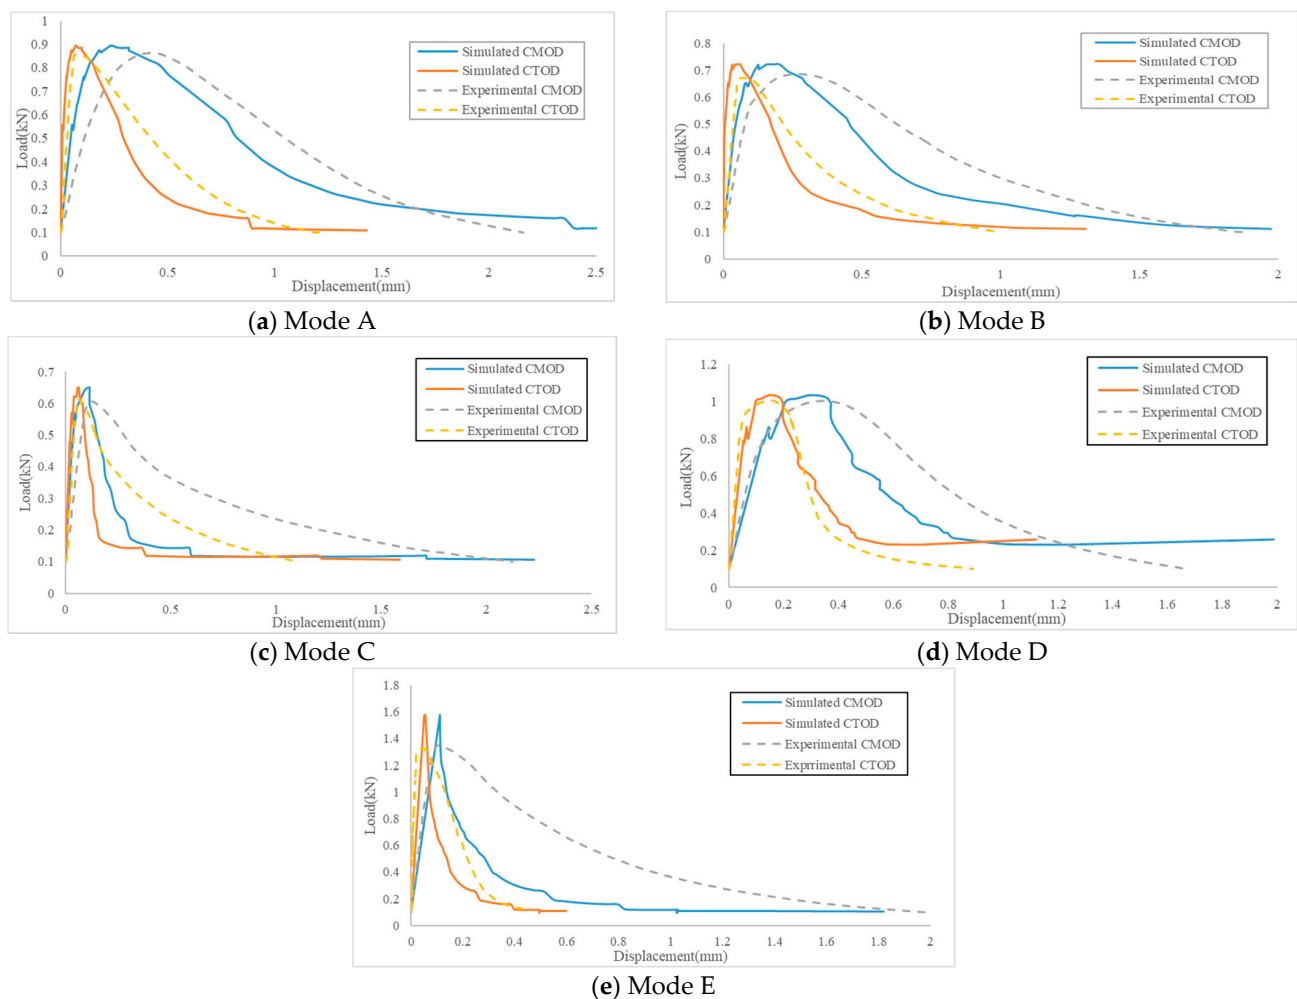 1
0.9
0.8
0.7
0.6
0.5
0.4
0.3
0.2
0.1
0
Load(kN)
0 0.5 1 1.5 2 2.5
Displacement(mm)
Simulated CMOD
Simulated CTOD
Experimental CMOD
Experimental CTOD
(a) Mode A
0.8
0.7
0.6
0.5
0.4
0.3
0.2
0.1
0
Load(kN)
0 0.5 1 1.5 2
Displacement(mm)
Simulated CMOD
Simulated CTOD
Experimental CMOD
Experimental CTOD
(b) Mode B
0.7
0.6
0.5
0.4
0.3
0.2
0.1
0
Load(kN)
0 0.5 1 1.5 2 2.5
Displacement(mm)
Simulated CMOD
Simulated CTOD
Experimental CMOD
Experimental CTOD
(c) Mode C
1.2
1
0.8
0.6
0.4
0.2
0
Load(kN)
0 0.2 0.4 0.6 0.8 1 1.2 1.4 1.6 1.8 2
Displacement(mm)
Simulated CMOD
Simulated CTOD
Experimental CMOD
Experimental CTOD
(d) Mode D
1.8
1.6
1.4
1.2
1
0.8
0.6
0.4
0.2
0
Load(kN)
0 0.2 0.4 0.6 0.8 1 1.2 1.4 1.6 1.8 2
Displacement(mm)
Simulated CMOD
Simulated CTOD
Experimental CMOD
Exprrimental CTOD
(e) Mode E